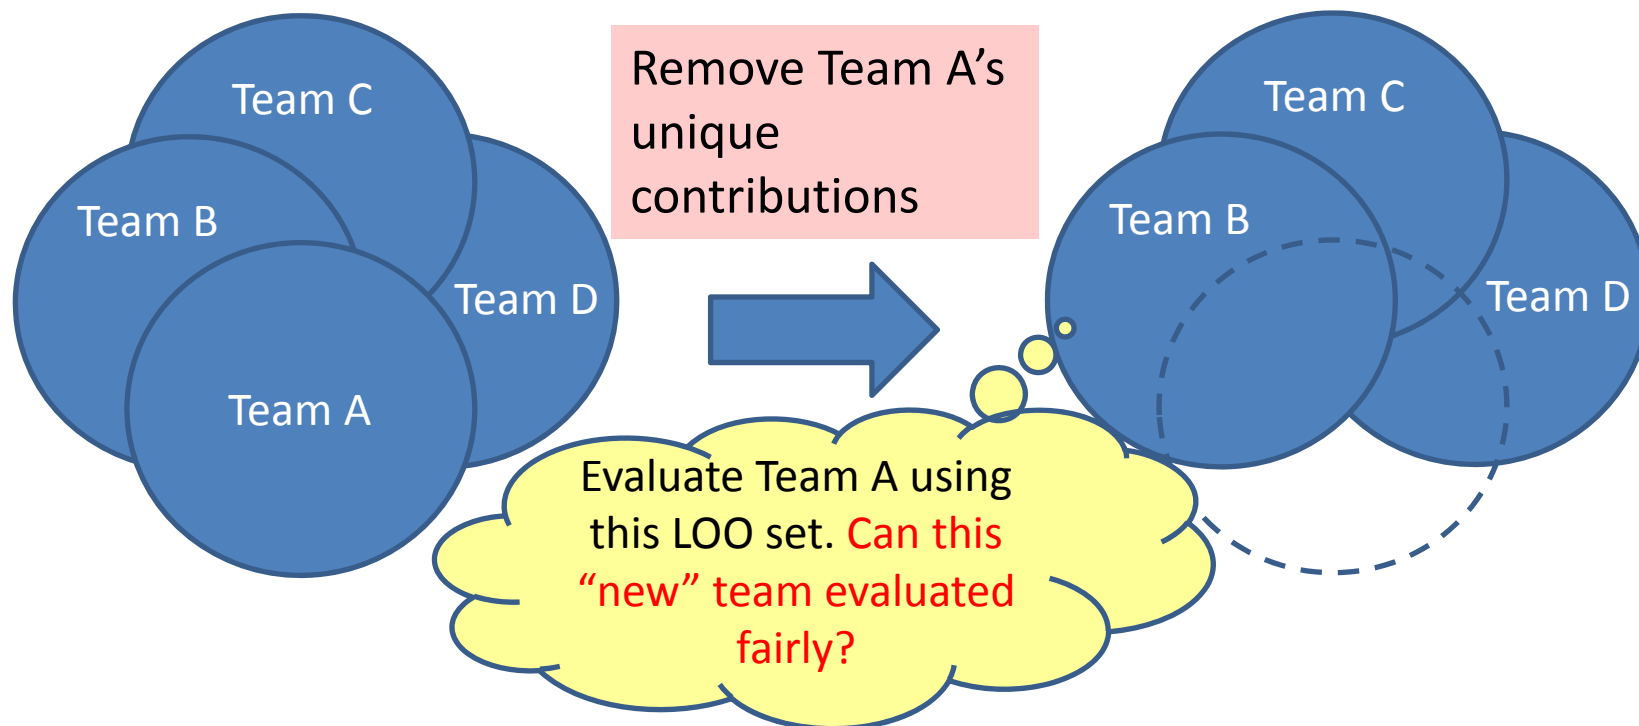 Team C
Team B
Team D
Team A
Remove Team A’s
unique
contributions
Team C
Team B
Team D
Evaluate Team A using
this LOO set. Can this
“new” team evaluated
fairly?